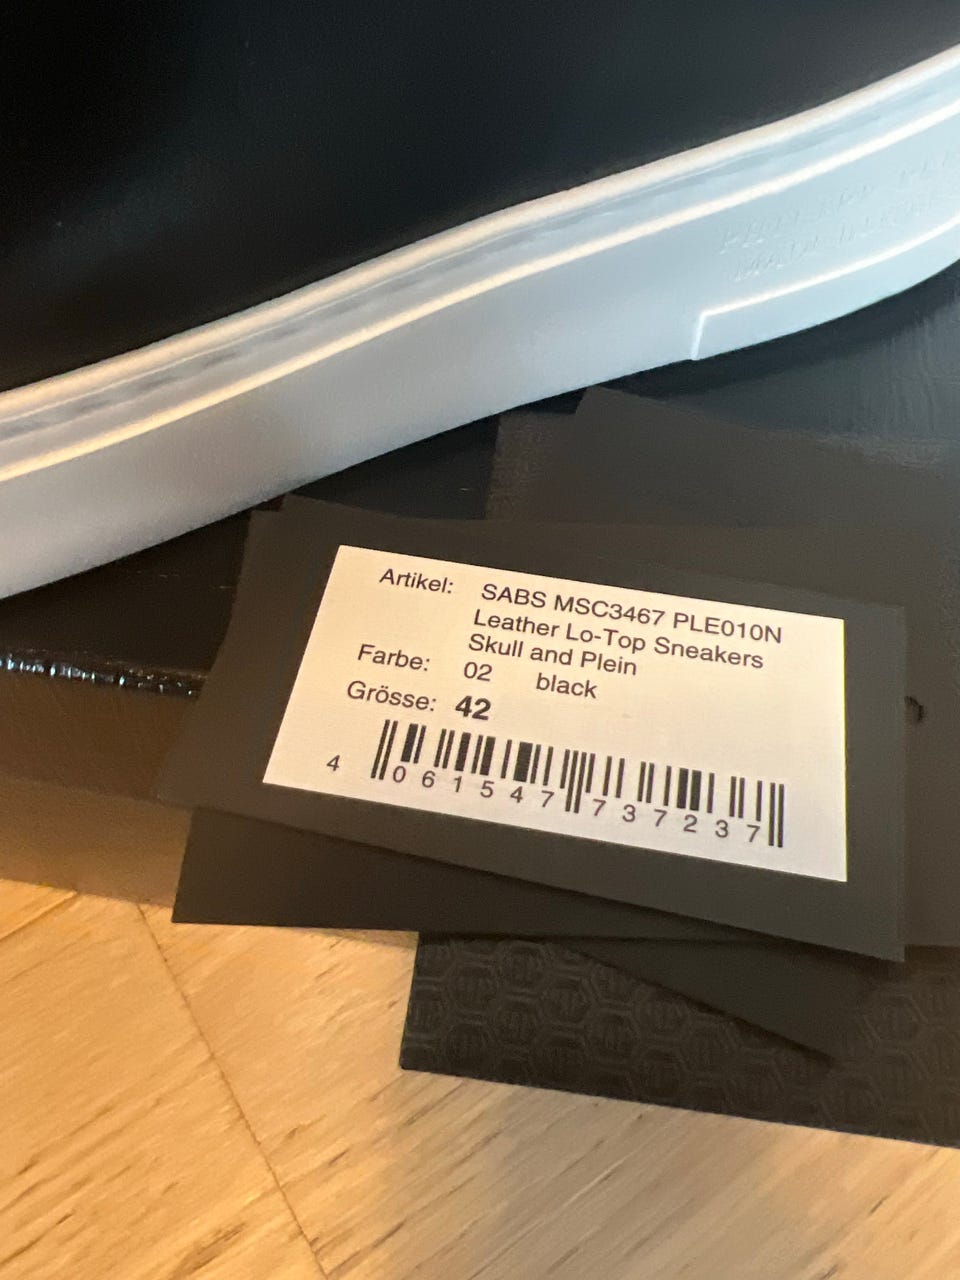 Artikel: SABS MSC3467 PLE010N
Leather Lo-Top Sneakers
Skull and Plein
Farbe: 02 black
Grösse: 42
4 061547 737237